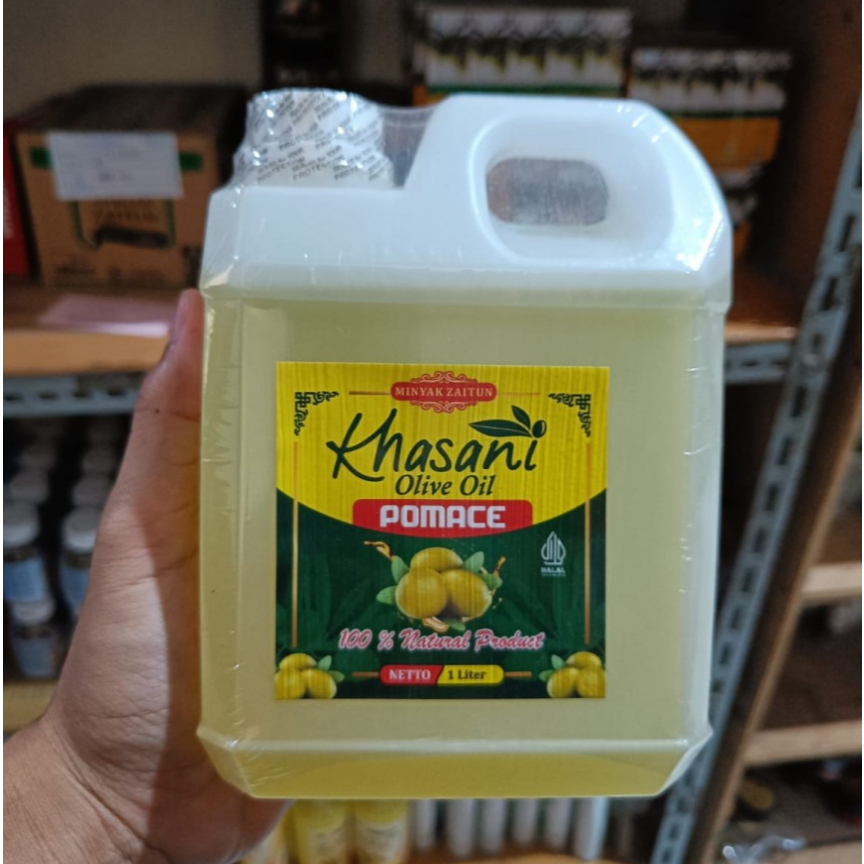 MINYAK ZAITUN
Khasani
Olive Oil
POMACE
HALAL
100 % Natural Product
NETTO 1 Liter